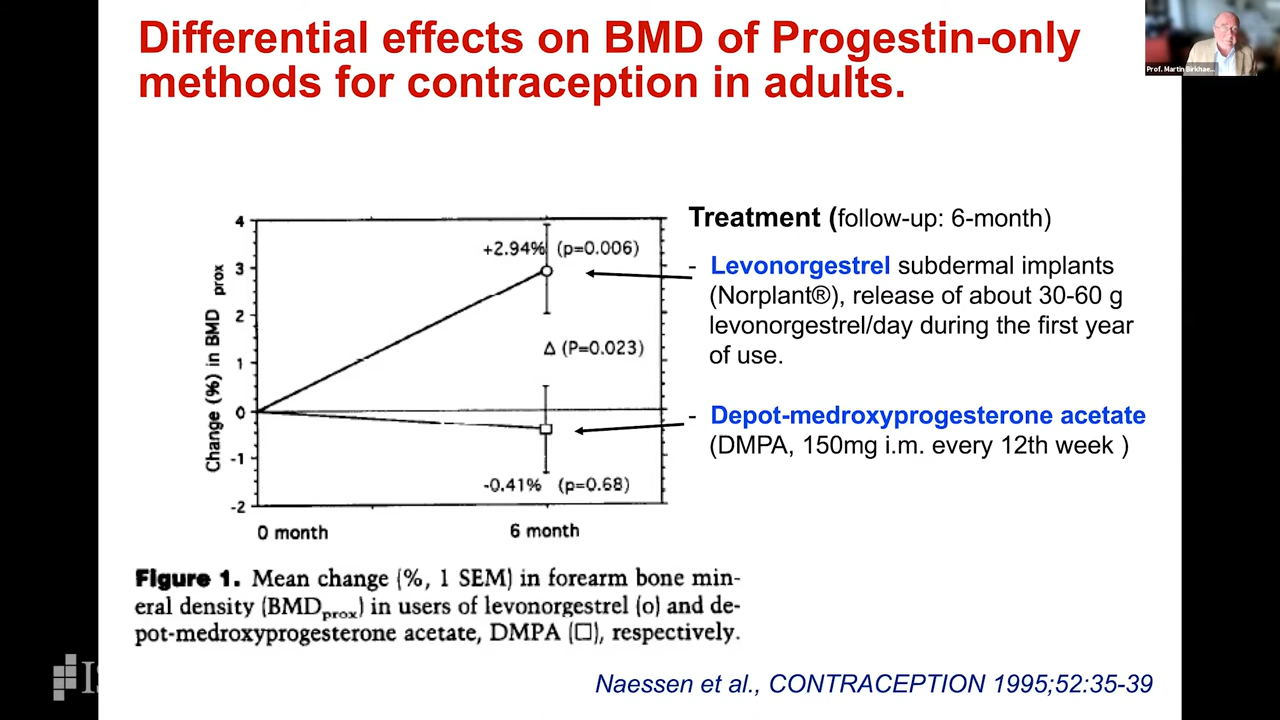 Differential effects on BMD of Progestin-only
methods for contraception in adults.
Prof. Martin Birkhae...
Treatment (follow-up: 6-month)
- Levonorgestrel subdermal implants
(Norplant®), release of about 30-60 g
levonorgestrel/day during the first year
of use.
- Depot-medroxyprogesterone acetate
(DMPA, 150mg i.m. every 12th week )
Change (%) in BMD prox
4
3
2
1
0
-1
-2
+2.94% (p=0.006)
Δ (P=0.023)
-0.41% (p=0.68)
0 month
6 month
Figure 1. Mean change (%, 1 SEM) in forearm bone min-
eral density (BMDprox) in users of levonorgestrel (o) and de-
pot-medroxyprogesterone acetate, DMPA (□), respectively.
Naessen et al., CONTRACEPTION 1995;52:35-39